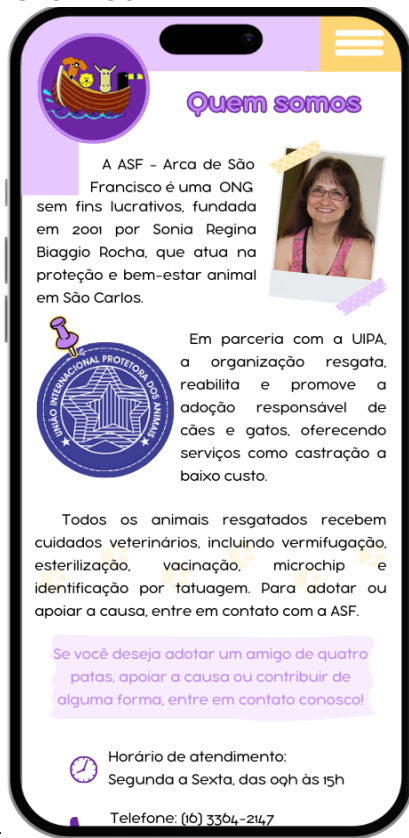 Quem somos
A ASF - Arca de São
Francisco é uma ONG
sem fins lucrativos, fundada
em 2001 por Sonia Regina
Biaggio Rocha, que atua na
proteção e bem-estar animal
em São Carlos.
UNIÃO INTERNACIONAL PROTETORA DOS ANIMAIS
Em parceria com a UIPA,
a organização resgata,
reabilita e promove a
adoção responsável de
cães e gatos, oferecendo
serviços como castração a
baixo custo.
Todos os animais resgatados recebem
cuidados veterinários, incluindo vermifugação,
esterilização, vacinação, microchip e
identificação por tatuagem. Para adotar ou
apoiar a causa, entre em contato com a ASF.
Se você deseja adotar um amigo de quatro
patas, apoiar a causa ou contribuir de
alguma forma, entre em contato conosco!
Horário de atendimento:
Segunda a Sexta, das 09h às 15h
Telefone: (16) 3364-2147